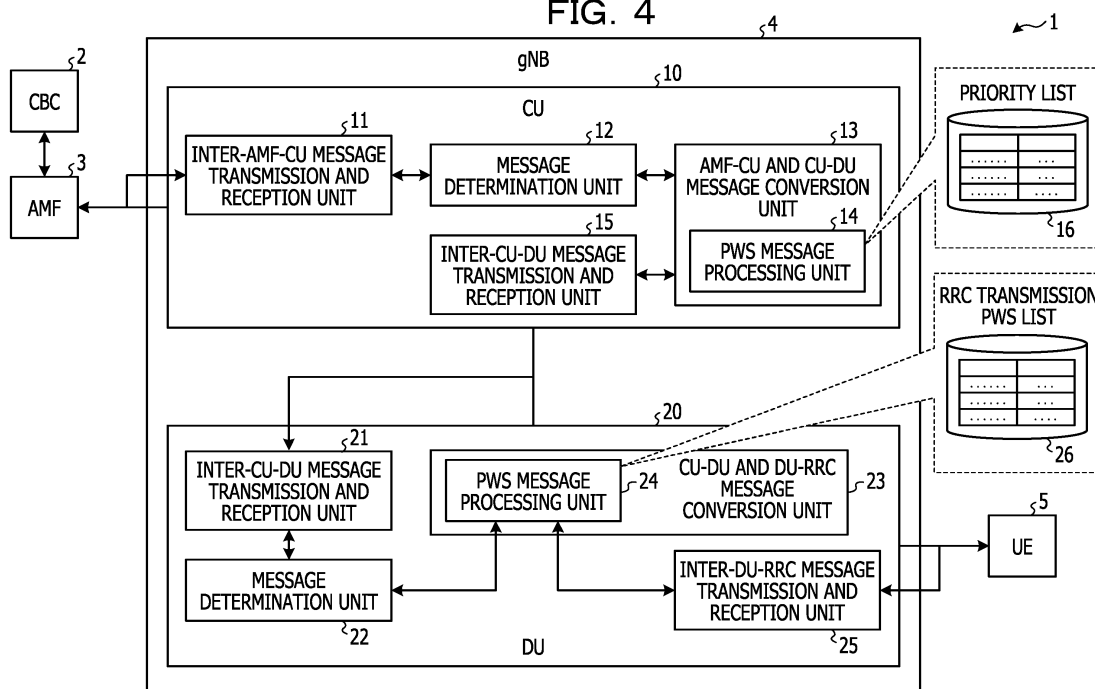 FIG. 4
1
4
gNB
2
CBC
3
AMF
10
CU
11
INTER-AMF-CU MESSAGE
TRANSMISSION AND
RECEPTION UNIT
12
MESSAGE
DETERMINATION UNIT
13
AMF-CU AND CU-DU
MESSAGE CONVERSION
UNIT
14
PWS MESSAGE
PROCESSING UNIT
15
INTER-CU-DU MESSAGE
TRANSMISSION AND
RECEPTION UNIT
PRIORITY LIST
...... ...
...... ...
...... ....
16
RRC TRANSMISSION
PWS LIST
...... ...
...... ...
...... ....
26
20
21
INTER-CU-DU MESSAGE
TRANSMISSION AND
RECEPTION UNIT
PWS MESSAGE
PROCESSING UNIT
24
CU-DU AND DU-RRC
MESSAGE
CONVERSION UNIT
23
MESSAGE
DETERMINATION UNIT
22
INTER-DU-RRC MESSAGE
TRANSMISSION AND
RECEPTION UNIT
25
DU
5
UE